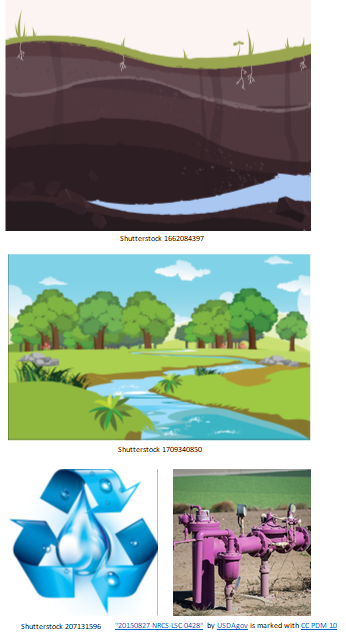 Shutterstock 1662084397
Shutterstock 1709340850
Shutterstock 207131596 "20150827-NRCS-LSC-0428" by USDAgov is marked with CC PDM 1.0